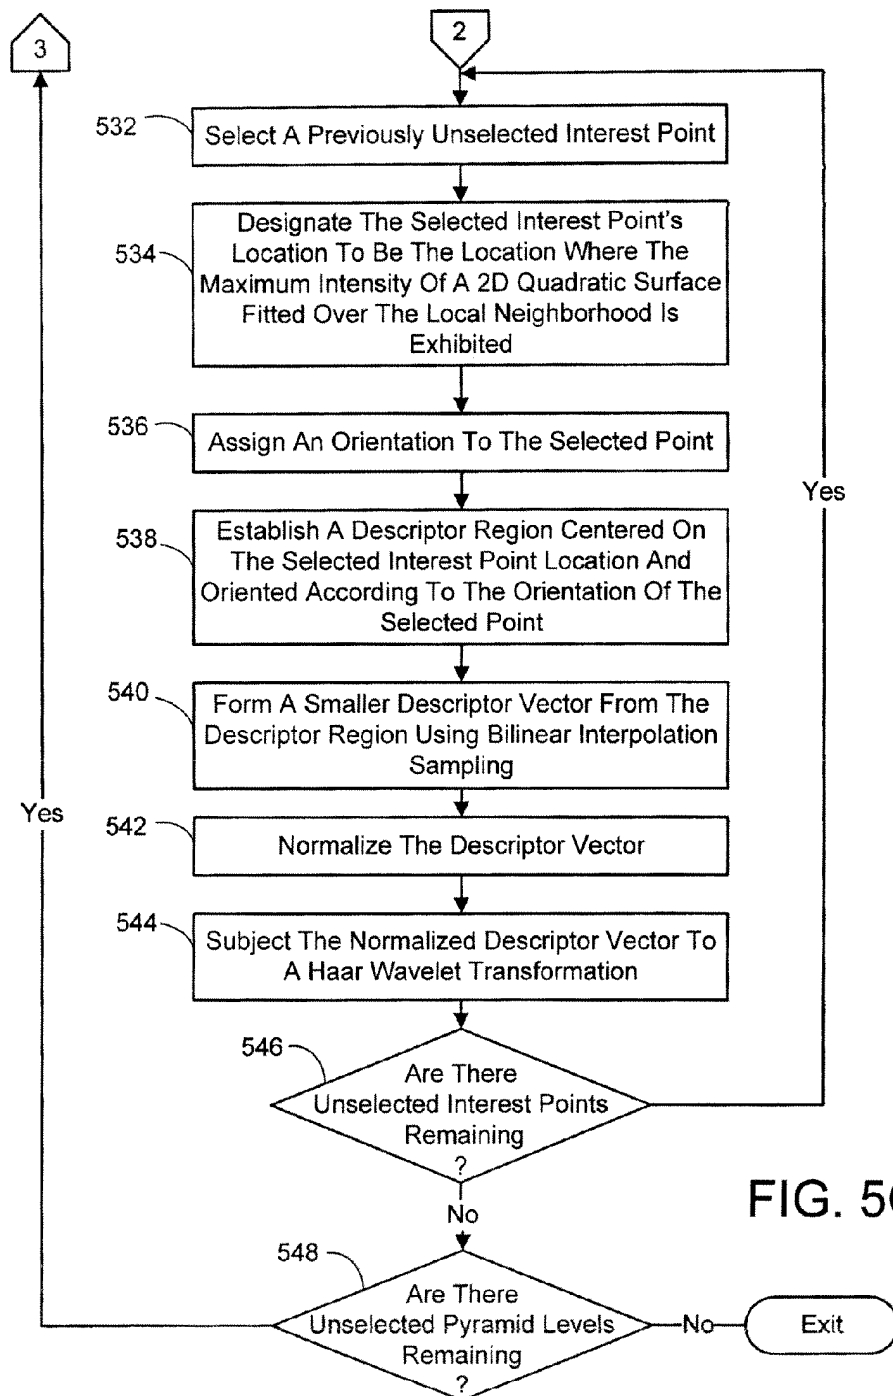 3
2
532
Select A Previously Unselected Interest Point
534
Designate The Selected Interest Point's
Location To Be The Location Where The
Maximum Intensity Of A 2D Quadratic Surface
Fitted Over The Local Neighborhood Is
Exhibited
536
Assign An Orientation To The Selected Point
Yes
538
Establish A Descriptor Region Centered On
The Selected Interest Point Location And
Oriented According To The Orientation Of The
Selected Point
540
Form A Smaller Descriptor Vector From The
Descriptor Region Using Bilinear Interpolation
Sampling
Yes
542
Normalize The Descriptor Vector
544
Subject The Normalized Descriptor Vector To
A Haar Wavelet Transformation
546
Are There
Unselected Interest Points
Remaining
?
FIG. 5
No
548
Are There
Unselected Pyramid Levels
Remaining
?
No
Exit